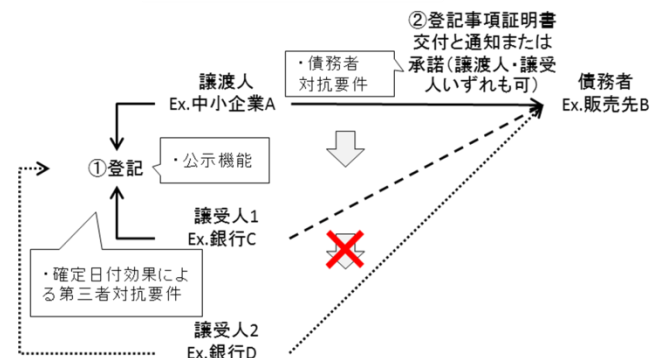 ②登記事項証明書
交付と通知または
承諾(譲渡人・譲受
人いずれも可)
・債務者
対抗要件
譲渡人
Ex.中小企業A
債務者
Ex.販売先B
①登記
・公示機能
譲受人1
Ex.銀行C
・確定日付効果によ
る第三者対抗要件
譲受人2
Ex.銀行D